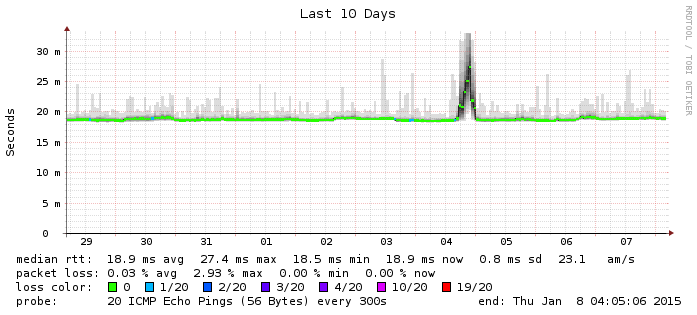 Last 10 Days
RRDTOOL / TOBI OETIKER
Seconds
30 m
25 m
20 m
15 m
10 m
5 m
0
29 30 31 01 02 03 04 05 06 07
median rtt: 18.9 ms avg 27.4 ms max 18.5 ms min 18.9 ms now 0.8 ms sd 23.1 am/s
packet loss: 0.03 % avg 2.93 % max 0.00 % min 0.00 % now
loss color: 0 1/20 2/20 3/20 4/20 10/20 19/20
probe: 20 ICMP Echo Pings (56 Bytes) every 300s end: Thu Jan 8 04:05:06 2015